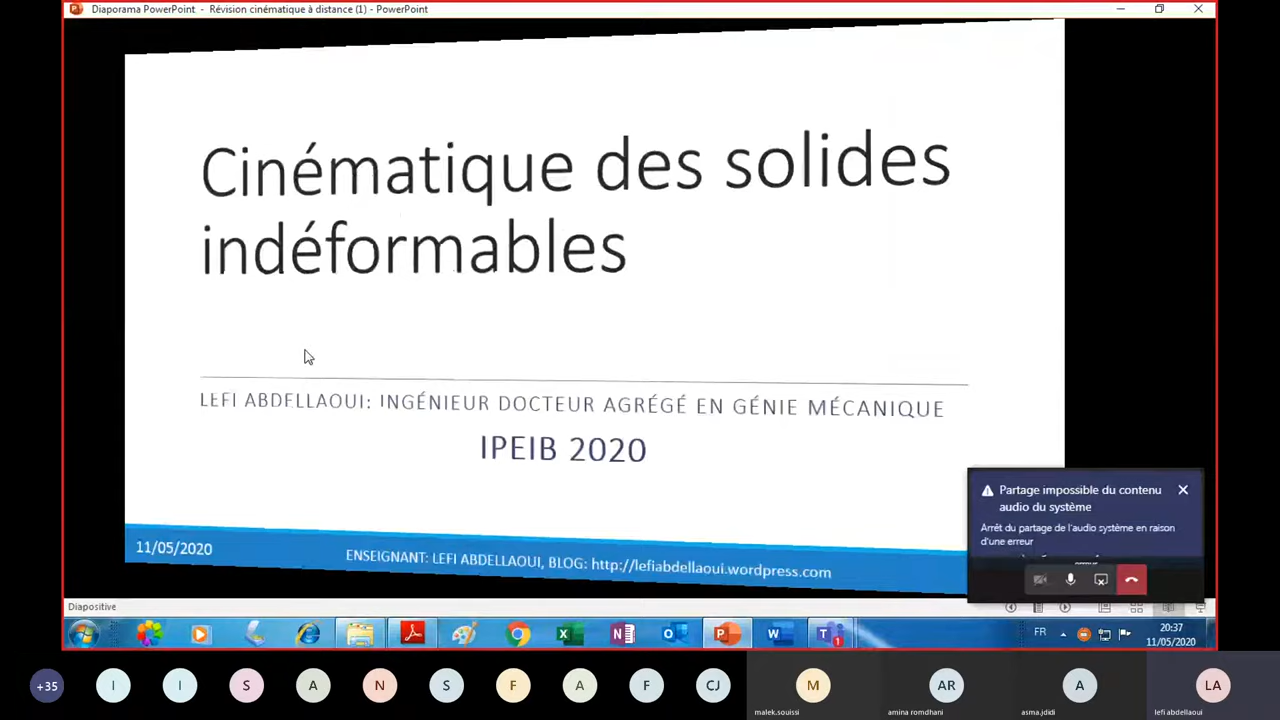 Diaporama PowerPoint - Révision cinématique à distance (1) - PowerPoint
Cinématique des solides
indéformables
LEFI ABDELLAOUI: INGÉNIEUR DOCTEUR AGRÉGÉ EN GÉNIE MÉCANIQUE
IPEIB 2020
Partage impossible du contenu
audio du système
Arrêt du partage de l'audio système en raison
d'une erreur
11/05/2020
ENSEIGNANT: LEFI ABDELLAOUI, BLOG: http://lefiabdellaoui.wordpress.com
Diapositive
FR
20:37
11/05/2020
+35
I
I
S
A
N
S
F
A
F
CJ
M
AR
A
LA
malek.souissi
amina romdhani
asma.jdidi
lefi abdellaoui